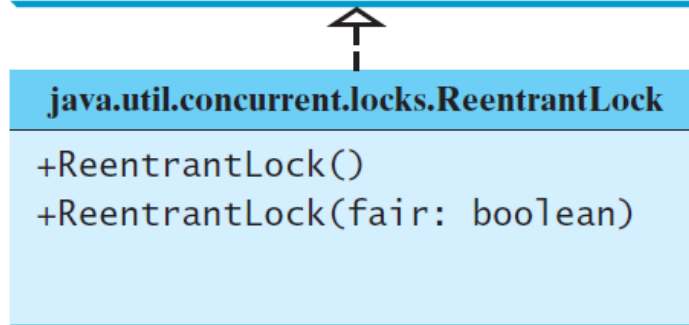 java.util.concurrent.locks.ReentrantLock
+ReentrantLock()
+ReentrantLock(fair: boolean)